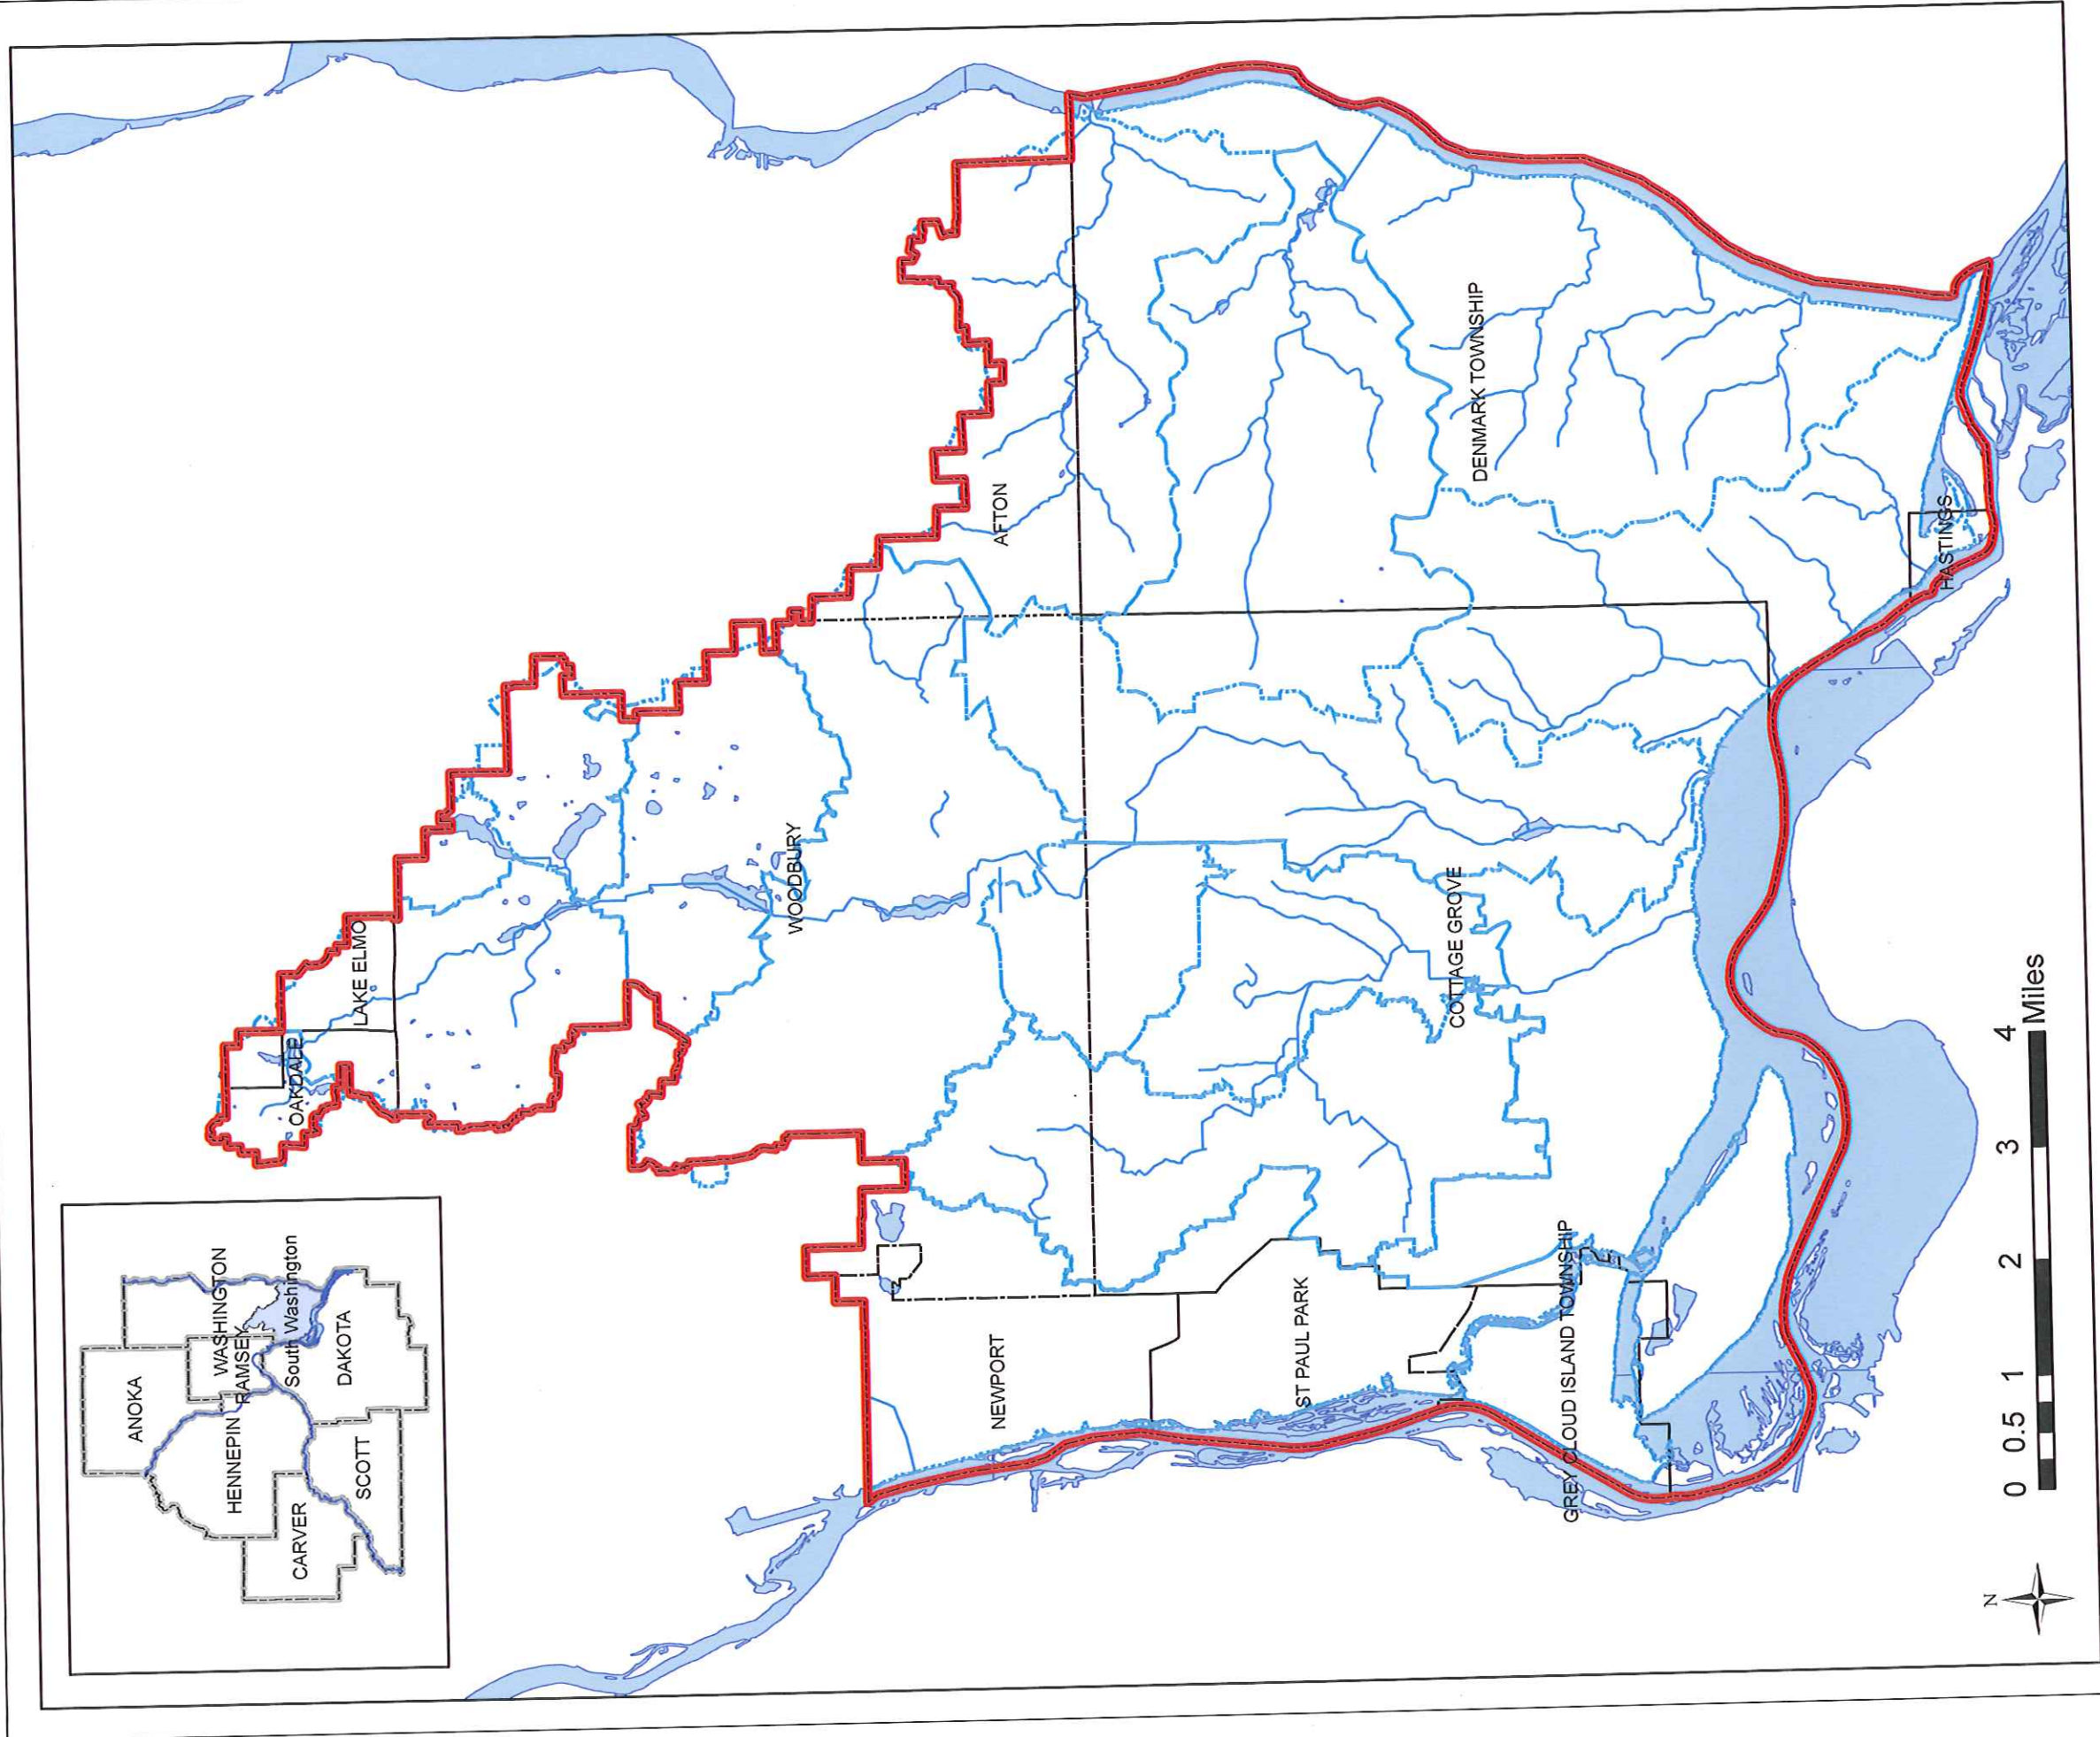 ANOKA
WASHINGTON
RAMSEY
HENNEPIN
South Washington
CARVER
SCOTT
DAKOTA
OAKDALE
LAKE ELMO
WOODBURY
AFTON
NEWPORT
ST PAUL PARK
COTTAGE GROVE
DENMARK TOWNSHIP
GREY CLOUD ISLAND TOWNSHIP
HASTINGS
N
0 0.5 1 2 3 4
Miles